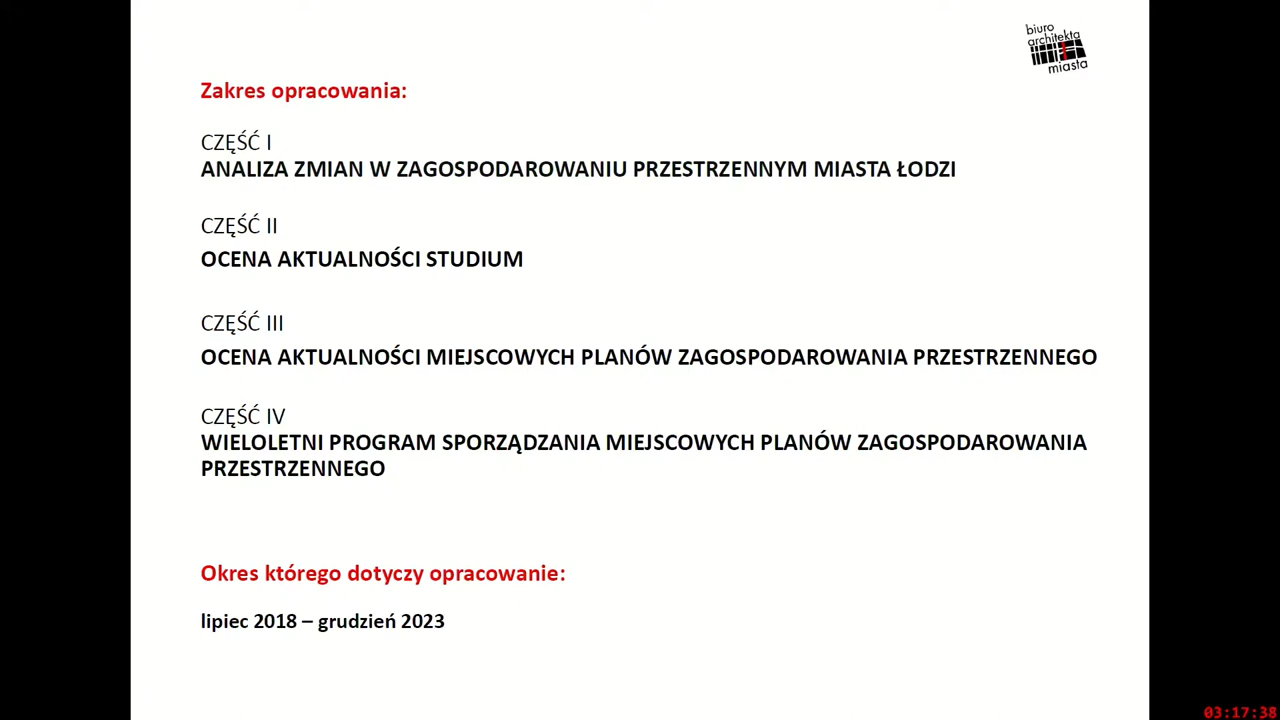 biuro
architekta
miasta
Zakres opracowania:
CZĘŚĆ I
ANALIZA ZMIAN W ZAGOSPODAROWANIU PRZESTRZENNYM MIASTA ŁODZI
CZĘŚĆ II
OCENA AKTUALNOŚCI STUDIUM
CZĘŚĆ III
OCENA AKTUALNOŚCI MIEJSCOWYCH PLANÓW ZAGOSPODAROWANIA PRZESTRZENNEGO
CZĘŚĆ IV
WIELOLETNI PROGRAM SPORZĄDZANIA MIEJSCOWYCH PLANÓW ZAGOSPODAROWANIA
PRZESTRZENNEGO
Okres którego dotyczy opracowanie:
lipiec 2018 – grudzień 2023
03:17:38